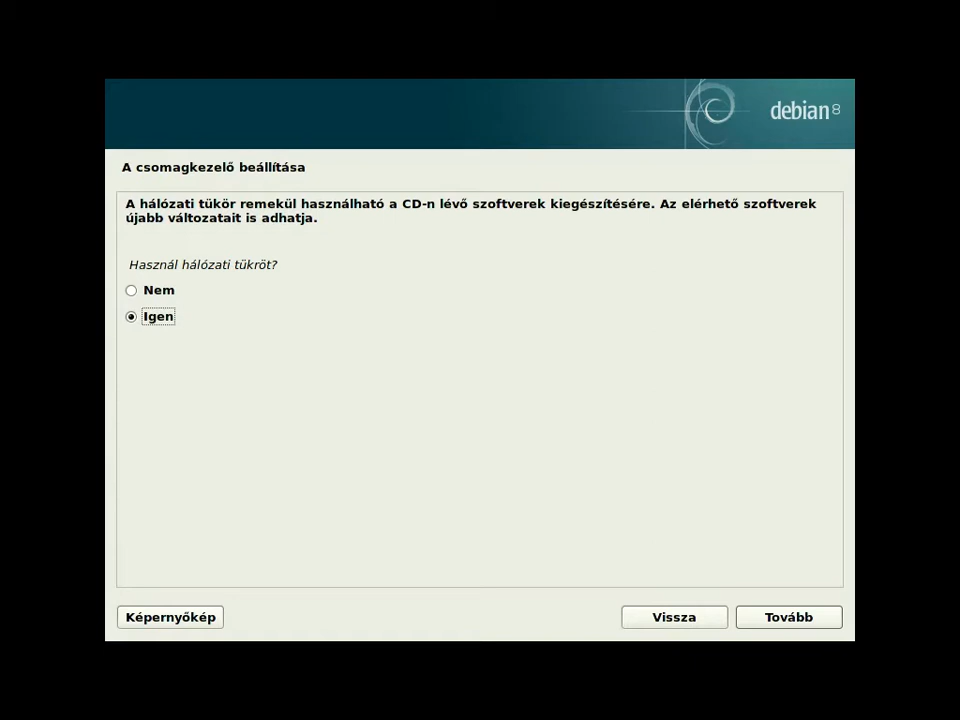 debian 8
A csomagkezelő beállítása
A hálózati tükör remekül használható a CD-n lévő szoftverek kiegészítésére. Az elérhető szoftverek
újabb változatait is adhatja.
Használ hálózati tükröt?
Nem
Igen
Képernyőkép
Vissza
Tovább